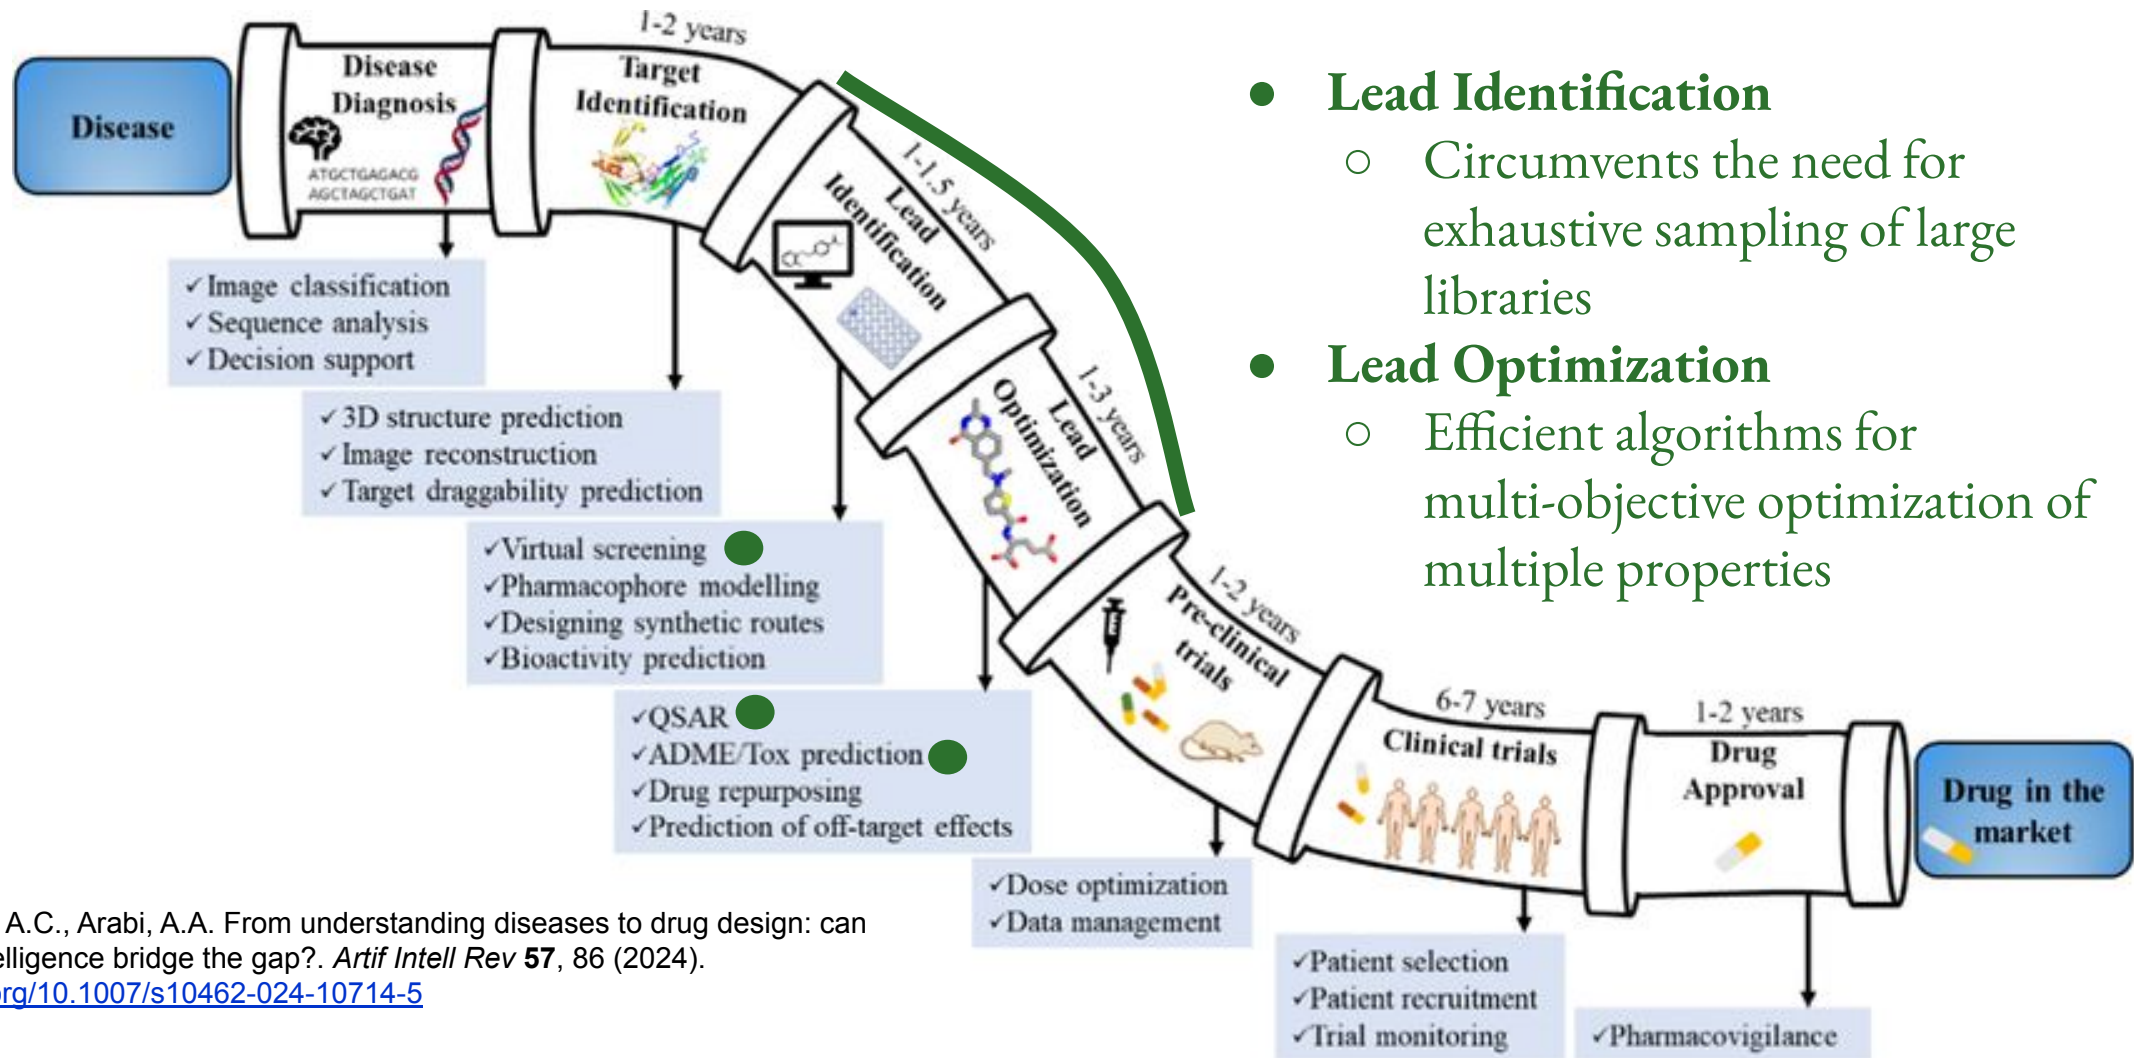 Disease
Disease
Diagnosis
ATGCTGAGACG
AGCTAGCTGAT
✓Image classification
✓Sequence analysis
✓Decision support
1-2 years
Target
Identification
✓3D structure prediction
✓Image reconstruction
✓Target draggability prediction
1-1.5 years
Lead
Identification
✓Virtual screening
✓Pharmacophore modelling
✓Designing synthetic routes
✓Bioactivity prediction
1-3 years
Lead
Optimization
✓QSAR
✓ADME/Tox prediction
✓Drug repurposing
✓Prediction of off-target effects
1-2 years
Pre-clinical
trials
✓Dose optimization
✓Data management
6-7 years
Clinical trials
✓Patient selection
✓Patient recruitment
✓Trial monitoring
1-2 years
Drug
Approval
✓Pharmacovigilance
Drug in the
market
● Lead Identification
○ Circumvents the need for
exhaustive sampling of large
libraries
● Lead Optimization
○ Efficient algorithms for
multi-objective optimization of
multiple properties
A.C., Arabi, A.A. From understanding diseases to drug design: can
elligence bridge the gap?. Artif Intell Rev 57, 86 (2024).
org/10.1007/s10462-024-10714-5